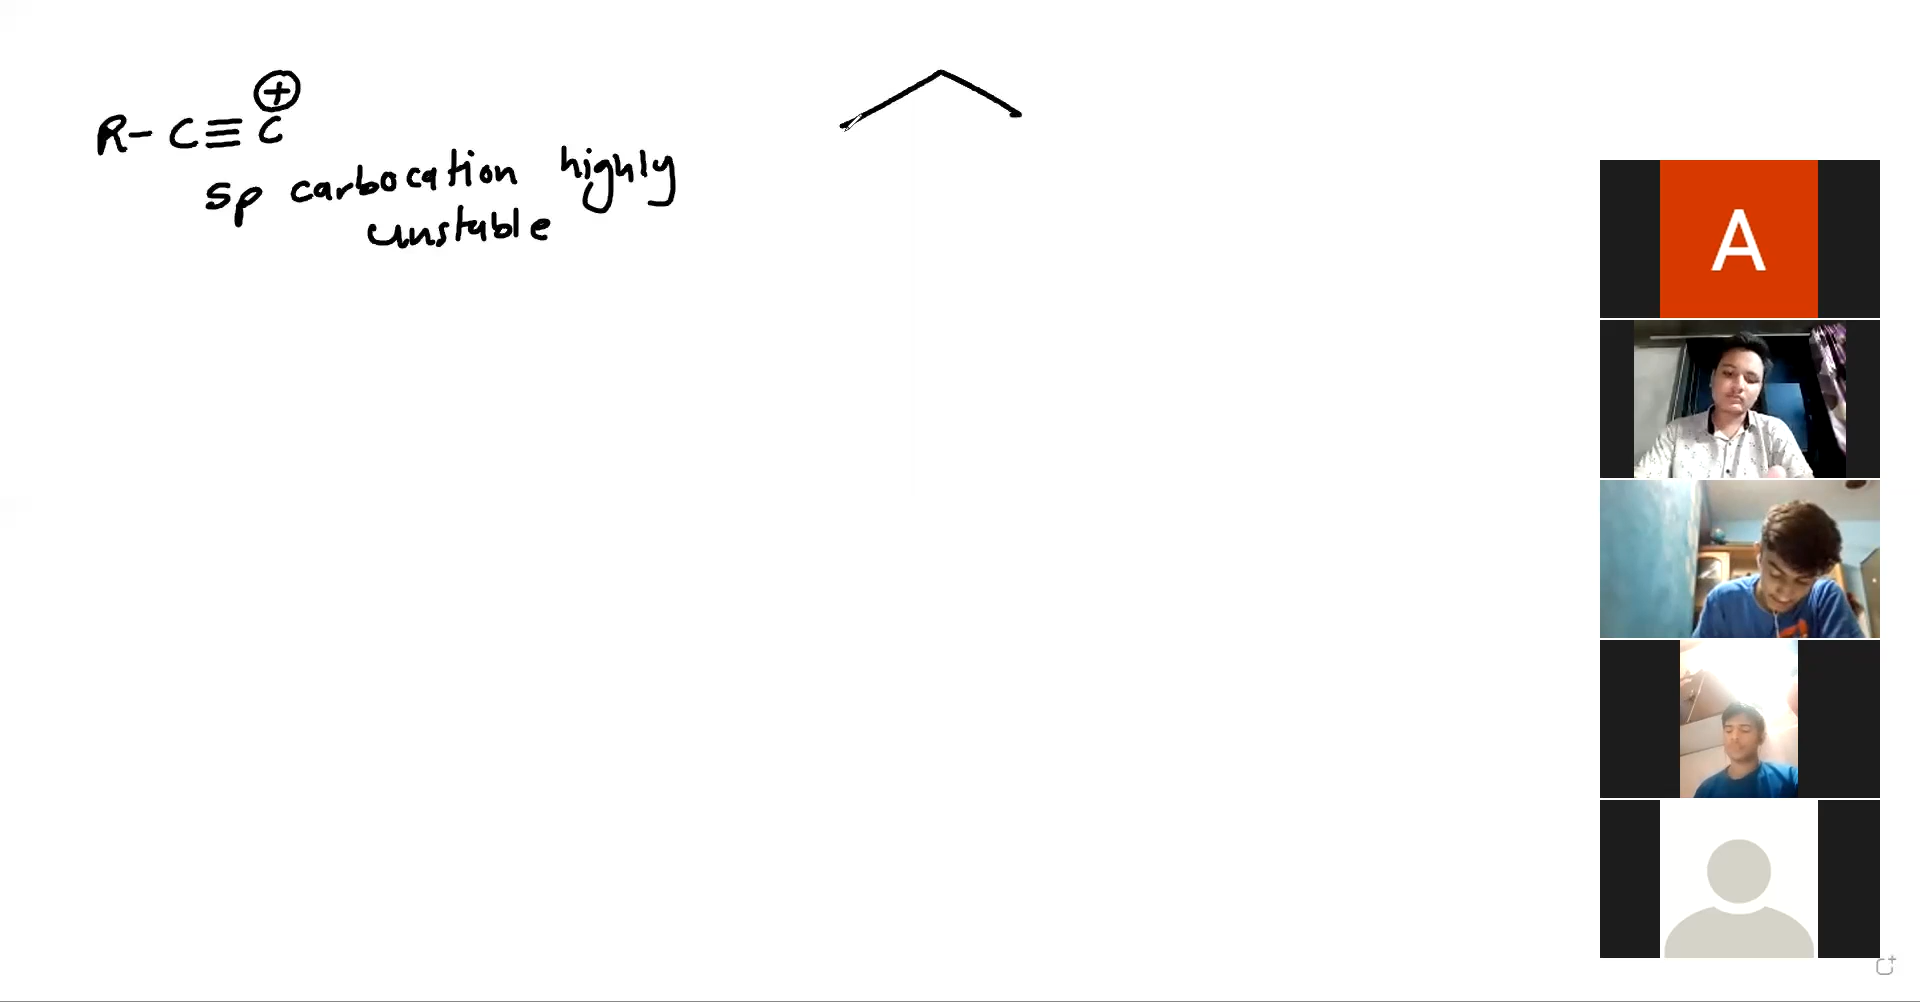 R-C≡C⊕
sp carbocation highly
unstable
A